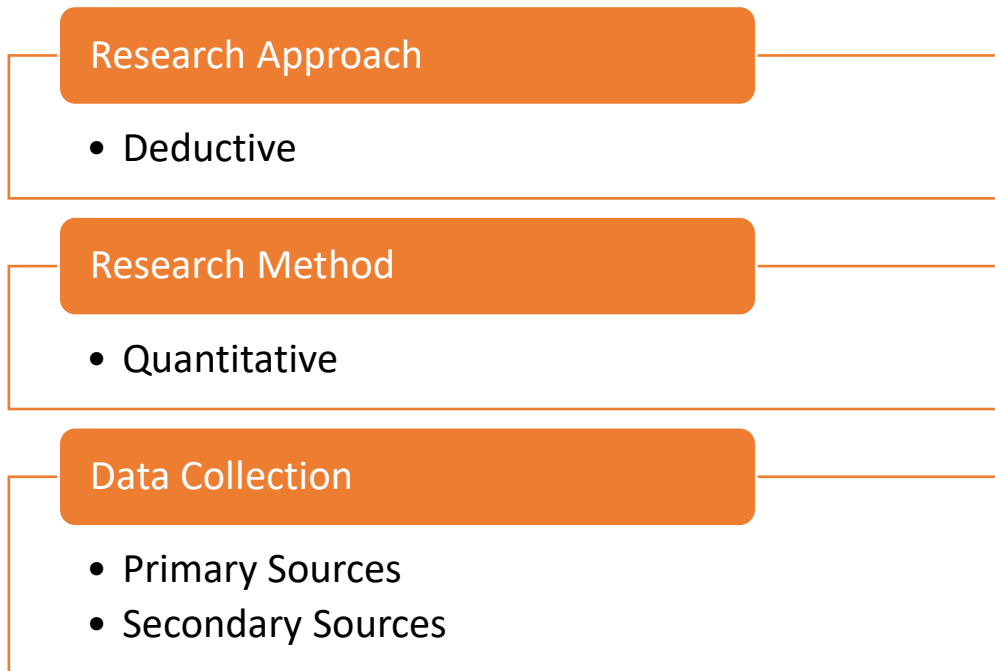 Research Approach
• Deductive
Research Method
• Quantitative
Data Collection
• Primary Sources
• Secondary Sources